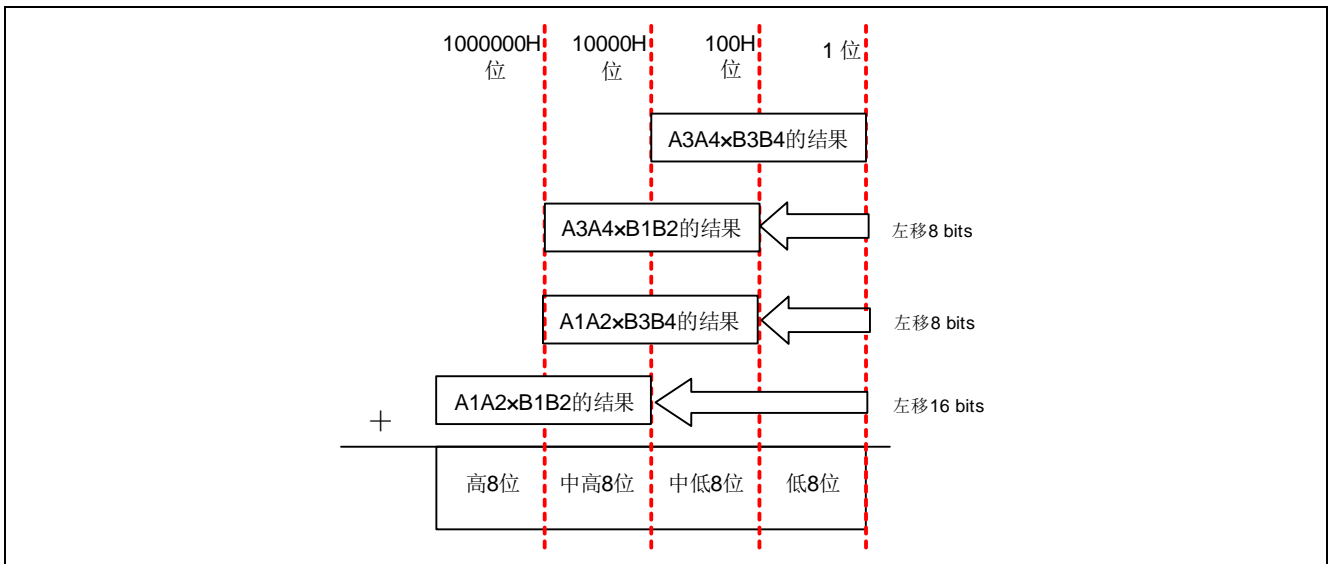 1000000H 10000H 100H 1 位
位 位 位
A3A4×B3B4的结果
A3A4×B1B2的结果 左移8 bits
A1A2×B3B4的结果 左移8 bits
A1A2×B1B2的结果 左移16 bits
+
高8位 中高8位 中低8位 低8位